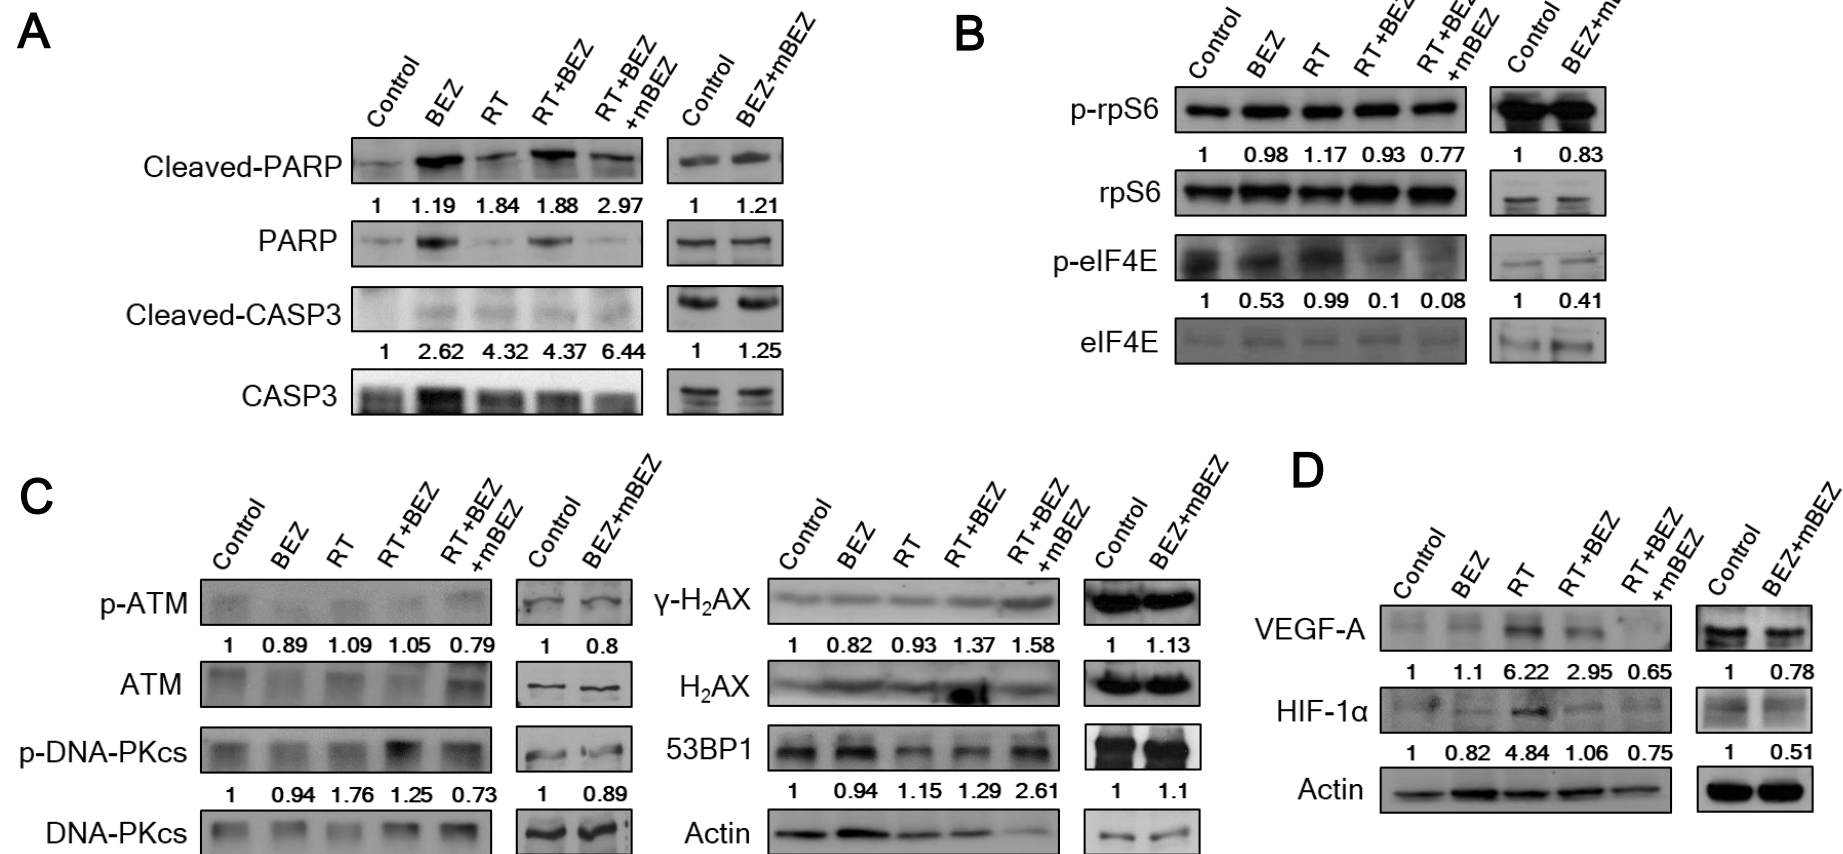 A
Control BEZ RT RT+BEZ RT+BEZ +mBEZ Control BEZ+mBEZ
Cleaved-PARP
1 1.19 1.84 1.88 2.97 1 1.21
PARP
Cleaved-CASP3
1 2.62 4.32 4.37 6.44 1 1.25
CASP3
B
Control BEZ RT RT+BEZ RT+BEZ +mBEZ Control
p-rpS6
1 0.98 1.17 0.93 0.77 1 0.83
rpS6
p-eIF4E
1 0.53 0.99 0.1 0.08 1 0.41
eIF4E
C
Control BEZ RT RT+BEZ RT+BEZ +mBEZ Control BEZ+mBEZ
p-ATM
1 0.89 1.09 1.05 0.79 1 0.8
ATM
p-DNA-PKcs
1 0.94 1.76 1.25 0.73 1 0.89
DNA-PKcs
Control BEZ RT RT+BEZ RT+BEZ +mBEZ Control BEZ+mBEZ
γ-H₂AX
1 0.82 0.93 1.37 1.58 1 1.13
H₂AX
53BP1
1 0.94 1.15 1.29 2.61 1 1.1
Actin
D
Control BEZ RT RT+BEZ RT+BEZ +mBEZ Control BEZ+mBEZ
VEGF-A
1 1.1 6.22 2.95 0.65 1 0.78
HIF-1α
1 0.82 4.84 1.06 0.75 1 0.51
Actin